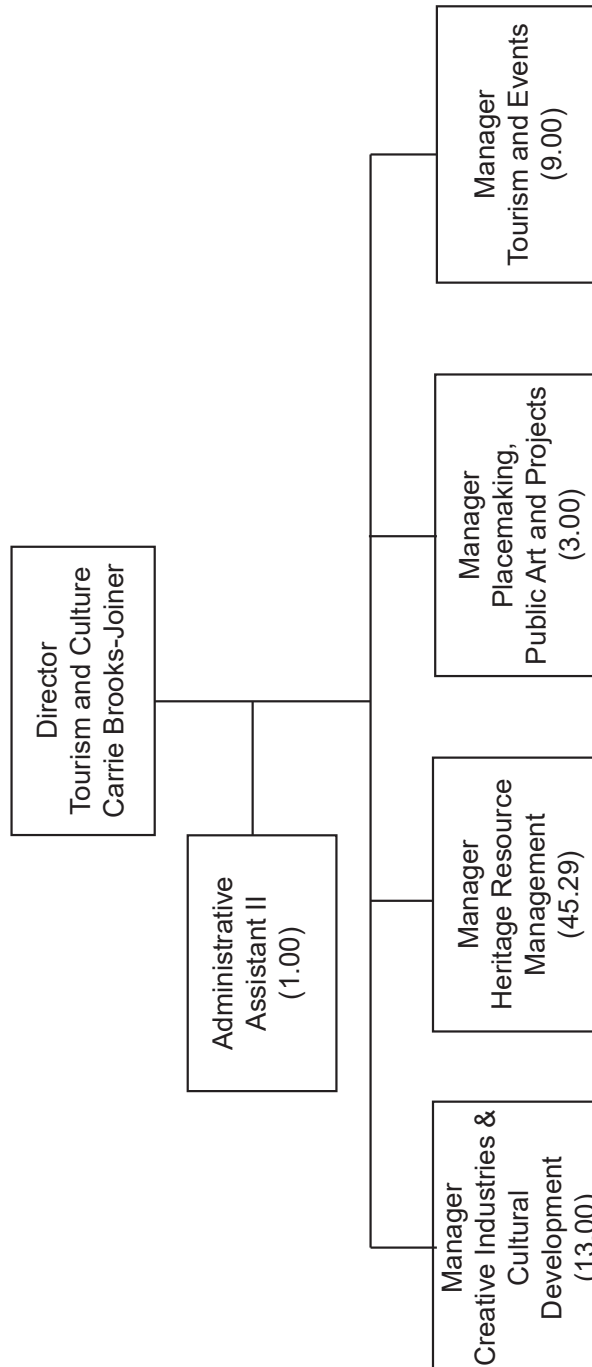 Director
Tourism and Culture
Carrie Brooks-Joiner
Administrative
Assistant II
(1.00)
Manager
Creative Industries &
Cultural
Development
(13.00)
Manager
Heritage Resource
Management
(45.29)
Manager
Placemaking,
Public Art and Projects
(3.00)
Manager
Tourism and Events
(9.00)